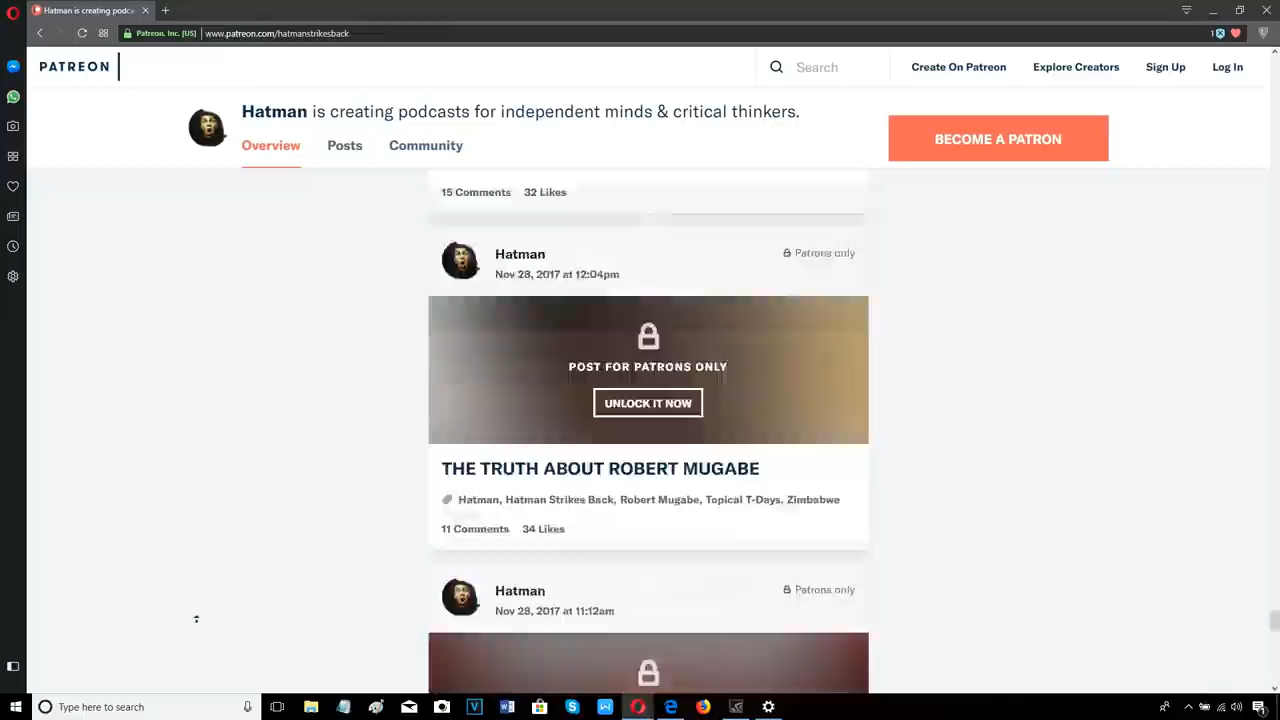 Hatman is creating podca
Patreon, Inc. [US]
www.patreon.com/hatmanstrikesback
1
PATREON
Search
Create On Patreon
Explore Creators
Sign Up
Log In
Hatman is creating podcasts for independent minds & critical thinkers.
Overview
Posts
Community
BECOME A PATRON
15 Comments 32 Likes
Hatman
Patrons only
Nov 28, 2017 at 12:04pm
POST FOR PATRONS ONLY
UNLOCK IT NOW
THE TRUTH ABOUT ROBERT MUGABE
Hatman, Hatman Strikes Back, Robert Mugabe, Topical T-Days, Zimbabwe
11 Comments 34 Likes
Hatman
Patrons only
Nov 28, 2017 at 11:12am
Type here to search